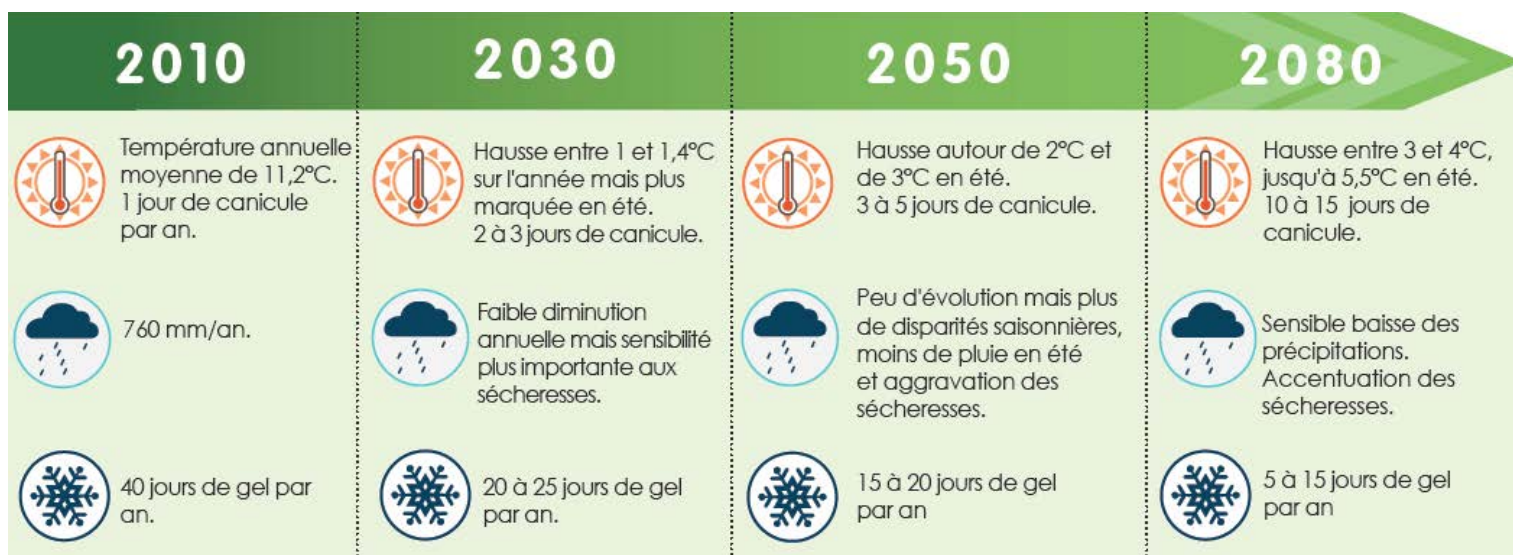 2010
2030
2050
2080
Température annuelle
moyenne de 11,2°C.
1 jour de canicule
par an.
Hausse entre 1 et 1,4°C
sur l'année mais plus
marquée en été.
2 à 3 jours de canicule.
Hausse autour de 2°C et
de 3°C en été.
3 à 5 jours de canicule.
Hausse entre 3 et 4°C,
jusqu'à 5,5°C en été.
10 à 15 jours de
canicule.
760 mm/an.
Faible diminution
annuelle mais sensibilité
plus importante aux
sécheresses.
Peu d'évolution mais plus
de disparités saisonnières,
moins de pluie en été
et aggravation des
sécheresses.
Sensible baisse des
précipitations.
Accentuation des
sécheresses.
40 jours de gel par
an.
20 à 25 jours de gel
par an.
15 à 20 jours de gel
par an
5 à 15 jours de gel
par an